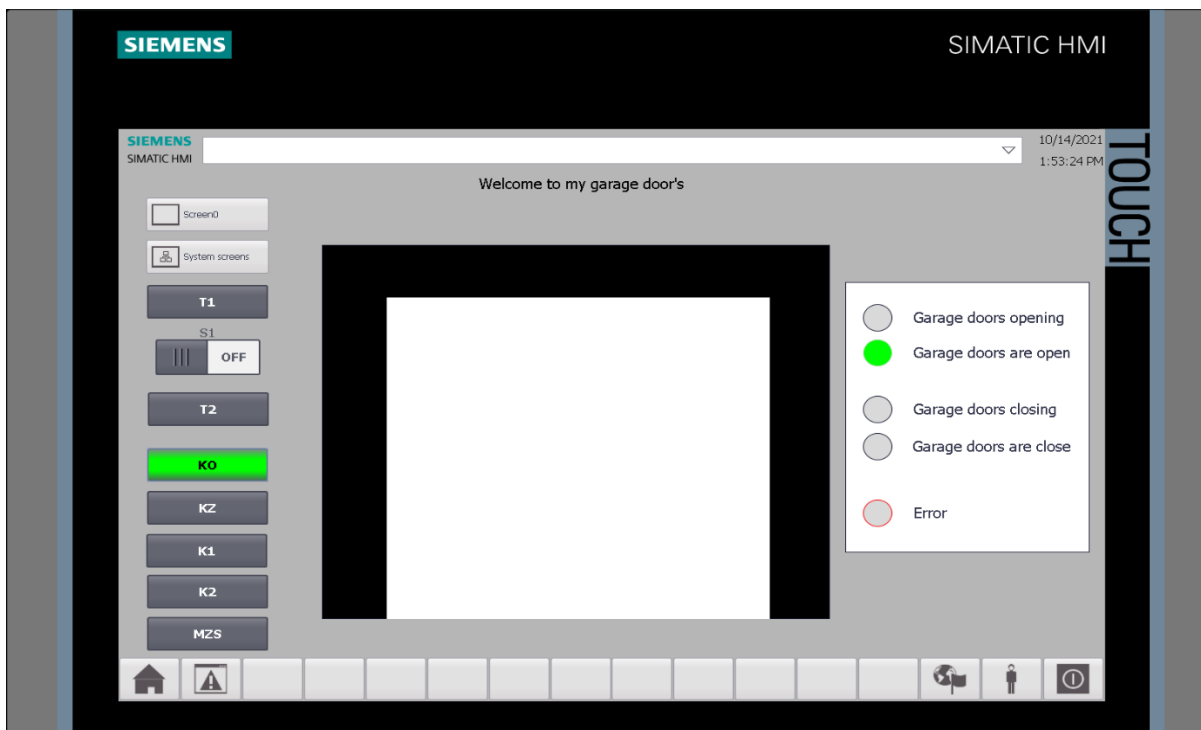 SIEMENS
SIMATIC HMI
TOUCH
SIEMENS
SIMATIC HMI
10/14/2021
1:53:24 PM
Welcome to my garage door's
Screen0
System screens
T1
S1
OFF
T2
KO
KZ
K1
K2
MZS
Garage doors opening
Garage doors are open
Garage doors closing
Garage doors are close
Error